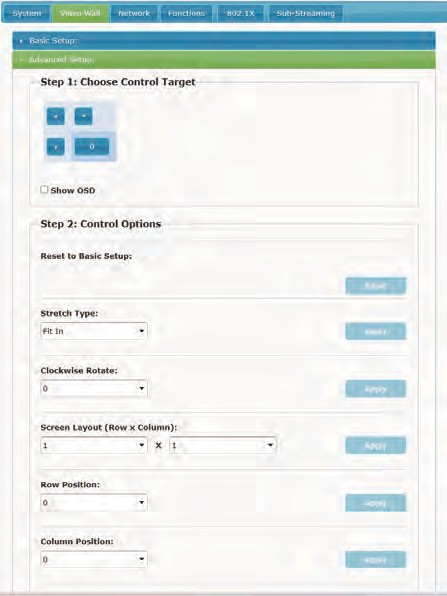 System Video Wall Network Functions 802.1X Sub-Streaming
Basic Setup:
Advanced Setup:
Step 1: Choose Control Target
0
Show OSD
Step 2: Control Options
Reset to Basic Setup:
Reset
Stretch Type:
Fit In Apply
Clockwise Rotate:
0 Apply
Screen Layout (Row x Column):
1 X 1 Apply
Row Position:
0 Apply
Column Position:
0 Apply